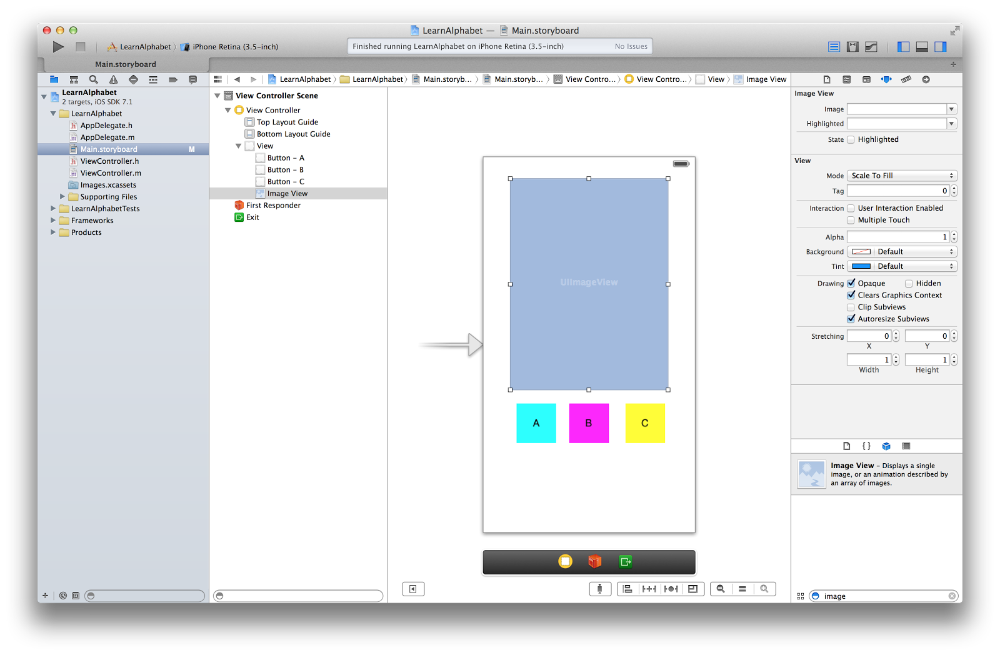 LearnAlphabet — Main.storyboard
LearnAlphabet iPhone Retina (3.5-inch)
Finished running LearnAlphabet on iPhone Retina (3.5-inch) No Issues
Main.storyboard
LearnAlphabet
2 targets, iOS SDK 7.1
LearnAlphabet
AppDelegate.h
AppDelegate.m
Main.storyboard M
ViewController.h
ViewController.m
Images.xcassets
Supporting Files
LearnAlphabetTests
Frameworks
Products
LearnAlphabet LearnAlphabet Main.storyb... Main.storyb... View Contro... View Contro... View Image View
View Controller Scene
View Controller
Top Layout Guide
Bottom Layout Guide
View
Button – A
Button – B
Button – C
Image View
First Responder
Exit
UIImageView
A B C
Image View
Image
Highlighted
State Highlighted
View
Mode Scale To Fill
Tag 0
Interaction User Interaction Enabled
Multiple Touch
Alpha 1
Background Default
Tint Default
Drawing Opaque Hidden
Clears Graphics Context
Clip Subviews
Autoresize Subviews
Stretching 0 0
X Y
1 1
Width Height
{ }
Image View – Displays a single
image, or an animation described by
an array of images.
image